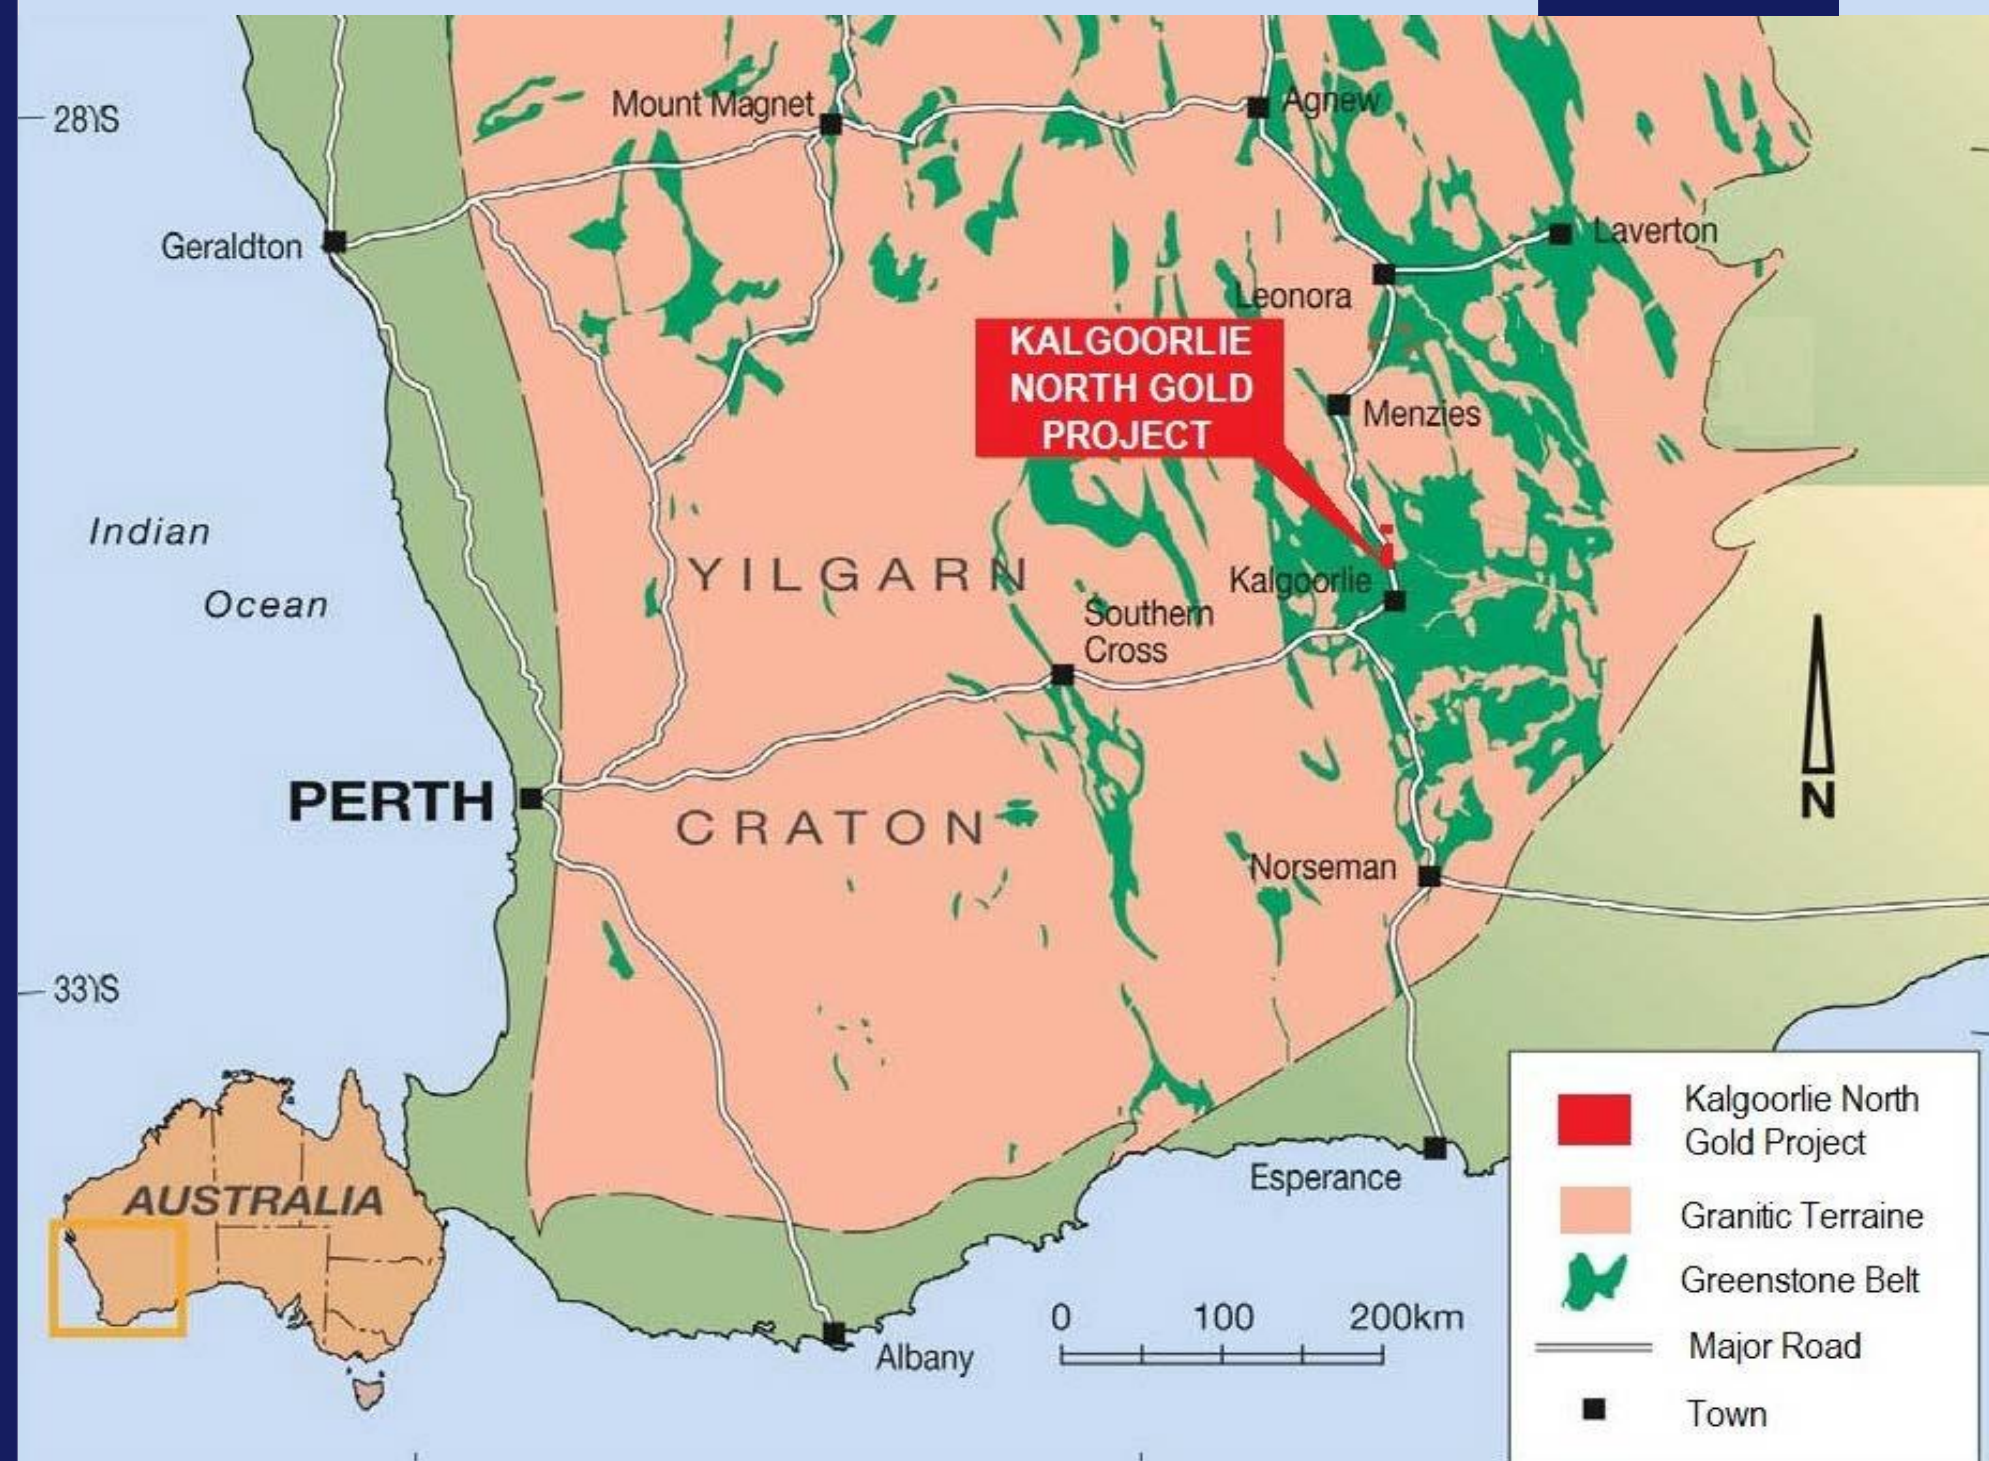 Mount Magnet
Agnew
28)S
Geraldton
Laverton
Leonora
KALGOORLIE
NORTH GOLD
PROJECT
Menzies
Indian
Ocean
YILGARN
Kalgoorlie
Southern
Cross
PERTH
CRATON
N
Norseman
33)S
AUSTRALIA
Esperance
Albany
0 100 200km
Kalgoorlie North
Gold Project
Granitic Terraine
Greenstone Belt
Major Road
Town